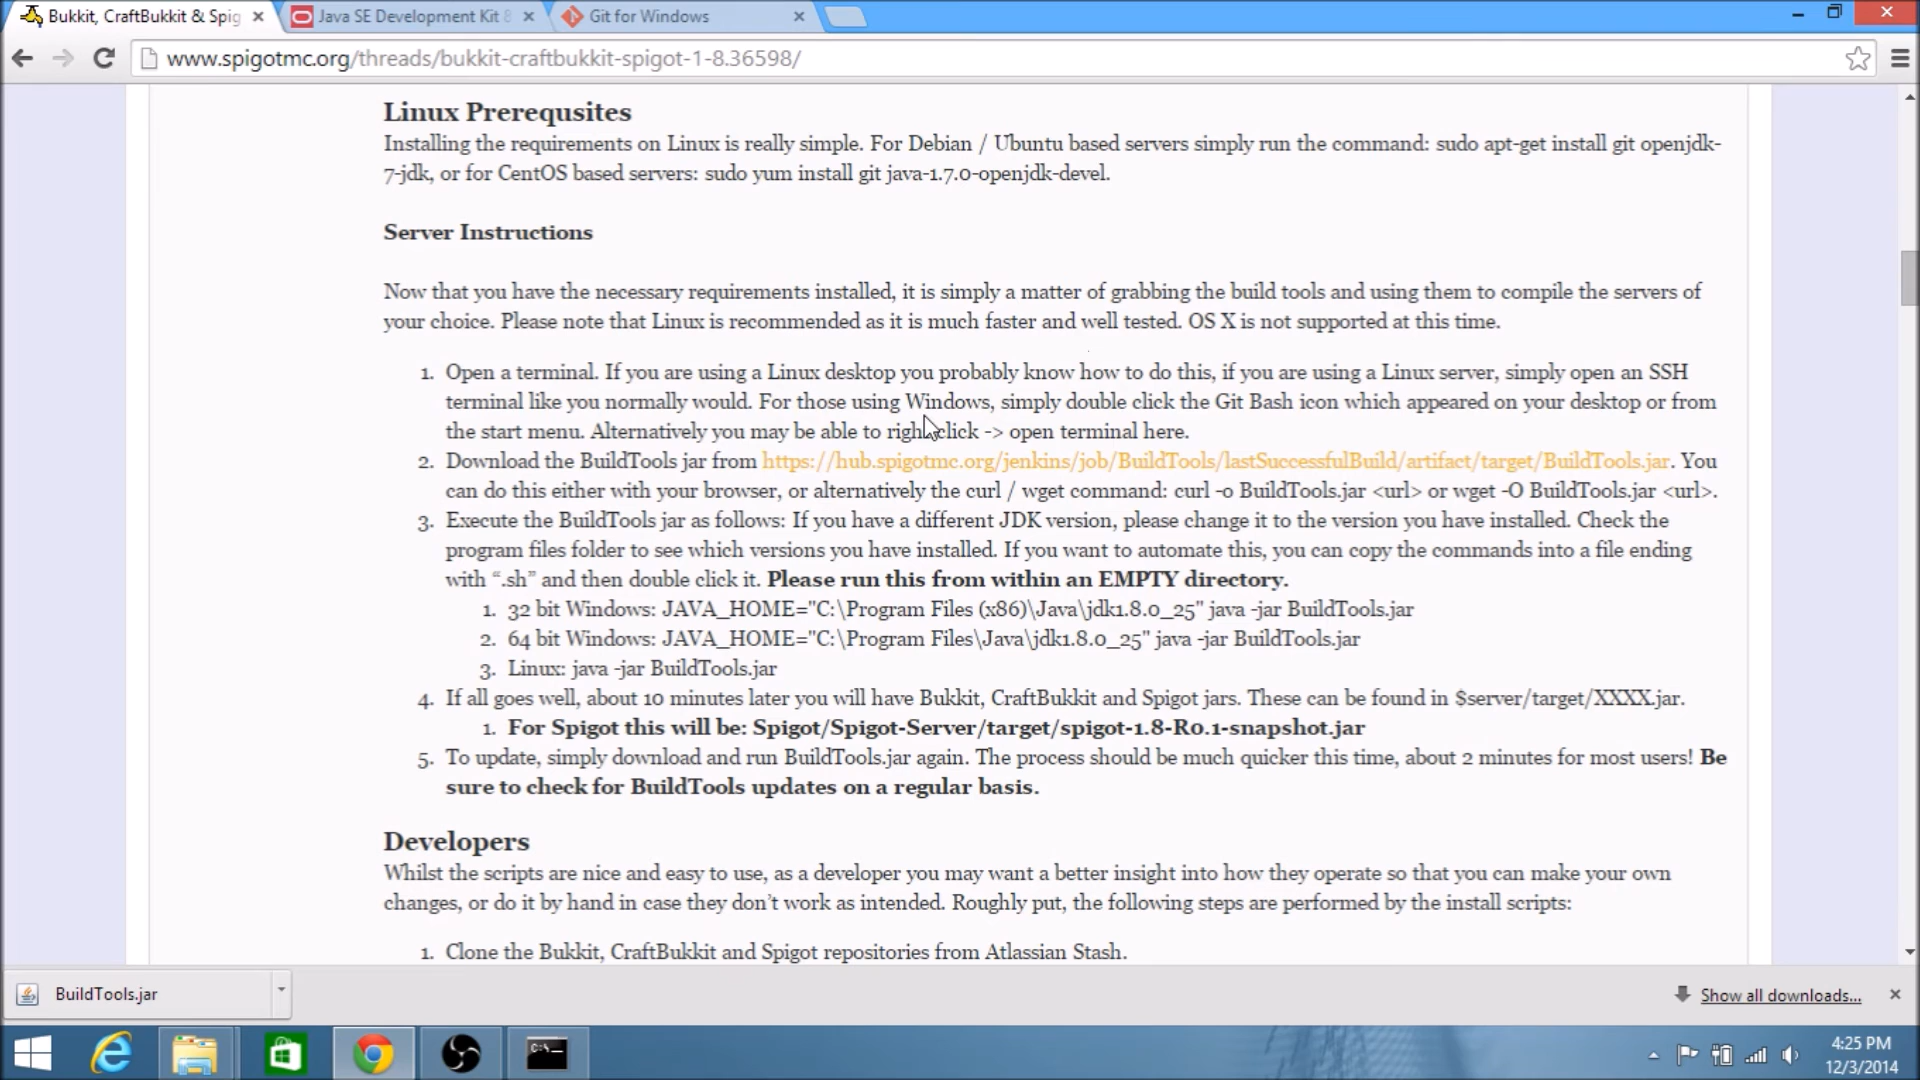 Bukkit, CraftBukkit & Spig
Java SE Development Kit 8
Git for Windows
www.spigotmc.org/threads/bukkit-craftbukkit-spigot-1-8.36598/
Linux Prerequsites
Installing the requirements on Linux is really simple. For Debian / Ubuntu based servers simply run the command: sudo apt-get install git openjdk-
7-jdk, or for CentOS based servers: sudo yum install git java-1.7.0-openjdk-devel.
Server Instructions
Now that you have the necessary requirements installed, it is simply a matter of grabbing the build tools and using them to compile the servers of
your choice. Please note that Linux is recommended as it is much faster and well tested. OS X is not supported at this time.
1. Open a terminal. If you are using a Linux desktop you probably know how to do this, if you are using a Linux server, simply open an SSH
terminal like you normally would. For those using Windows, simply double click the Git Bash icon which appeared on your desktop or from
the start menu. Alternatively you may be able to right click -> open terminal here.
2. Download the BuildTools jar from https://hub.spigotmc.org/jenkins/job/BuildTools/lastSuccessfulBuild/artifact/target/BuildTools.jar. You
can do this either with your browser, or alternatively the curl / wget command: curl -o BuildTools.jar <url> or wget -O BuildTools.jar <url>.
3. Execute the BuildTools jar as follows: If you have a different JDK version, please change it to the version you have installed. Check the
program files folder to see which versions you have installed. If you want to automate this, you can copy the commands into a file ending
with “.sh” and then double click it. Please run this from within an EMPTY directory.
1. 32 bit Windows: JAVA_HOME="C:\Program Files (x86)\Java\jdk1.8.0_25" java -jar BuildTools.jar
2. 64 bit Windows: JAVA_HOME="C:\Program Files\Java\jdk1.8.0_25" java -jar BuildTools.jar
3. Linux: java -jar BuildTools.jar
4. If all goes well, about 10 minutes later you will have Bukkit, CraftBukkit and Spigot jars. These can be found in $server/target/XXXX.jar.
1. For Spigot this will be: Spigot/Spigot-Server/target/spigot-1.8-R0.1-snapshot.jar
5. To update, simply download and run BuildTools.jar again. The process should be much quicker this time, about 2 minutes for most users! Be
sure to check for BuildTools updates on a regular basis.
Developers
Whilst the scripts are nice and easy to use, as a developer you may want a better insight into how they operate so that you can make your own
changes, or do it by hand in case they don’t work as intended. Roughly put, the following steps are performed by the install scripts:
1. Clone the Bukkit, CraftBukkit and Spigot repositories from Atlassian Stash.
BuildTools.jar
Show all downloads...
C:\
4:25 PM
12/3/2014